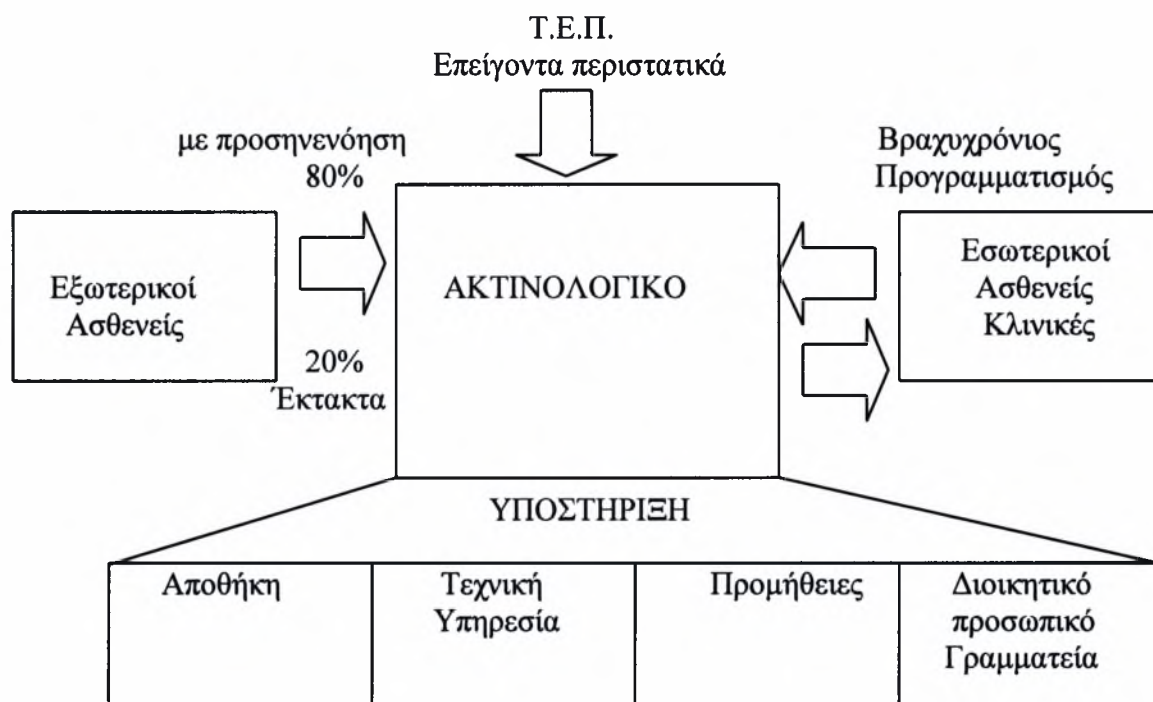 Τ.Ε.Π.
Επείγοντα περιστατικά
με προσηνενόηση
80%
Βραχυχρόνιος
Προγραμματισμός
Εξωτερικοί
Ασθενείς
ΑΚΤΙΝΟΛΟΓΙΚΟ
Εσωτερικοί
Ασθενείς
Κλινικές
20%
Έκτακτα
ΥΠΟΣΤΗΡΙΞΗ
Αποθήκη
Τεχνική
Υπηρεσία
Προμήθειες
Διοικητικό
προσωπικό
Γραμματεία